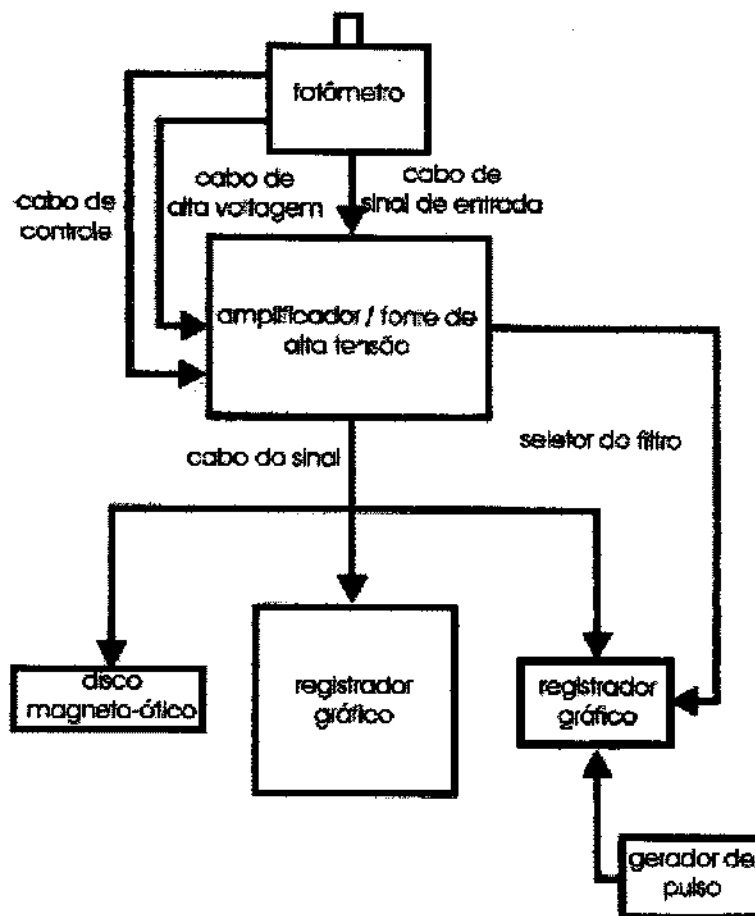 fotômetro
cabo de
controle
cabo de
alta voltagem
cabo de
sinal de entrada
amplificador / fonte de
alta tensão
cabo do sinal
seletor do filtro
disco
magneto-ótico
registrador
gráfico
registrador
gráfico
gerador de
pulso